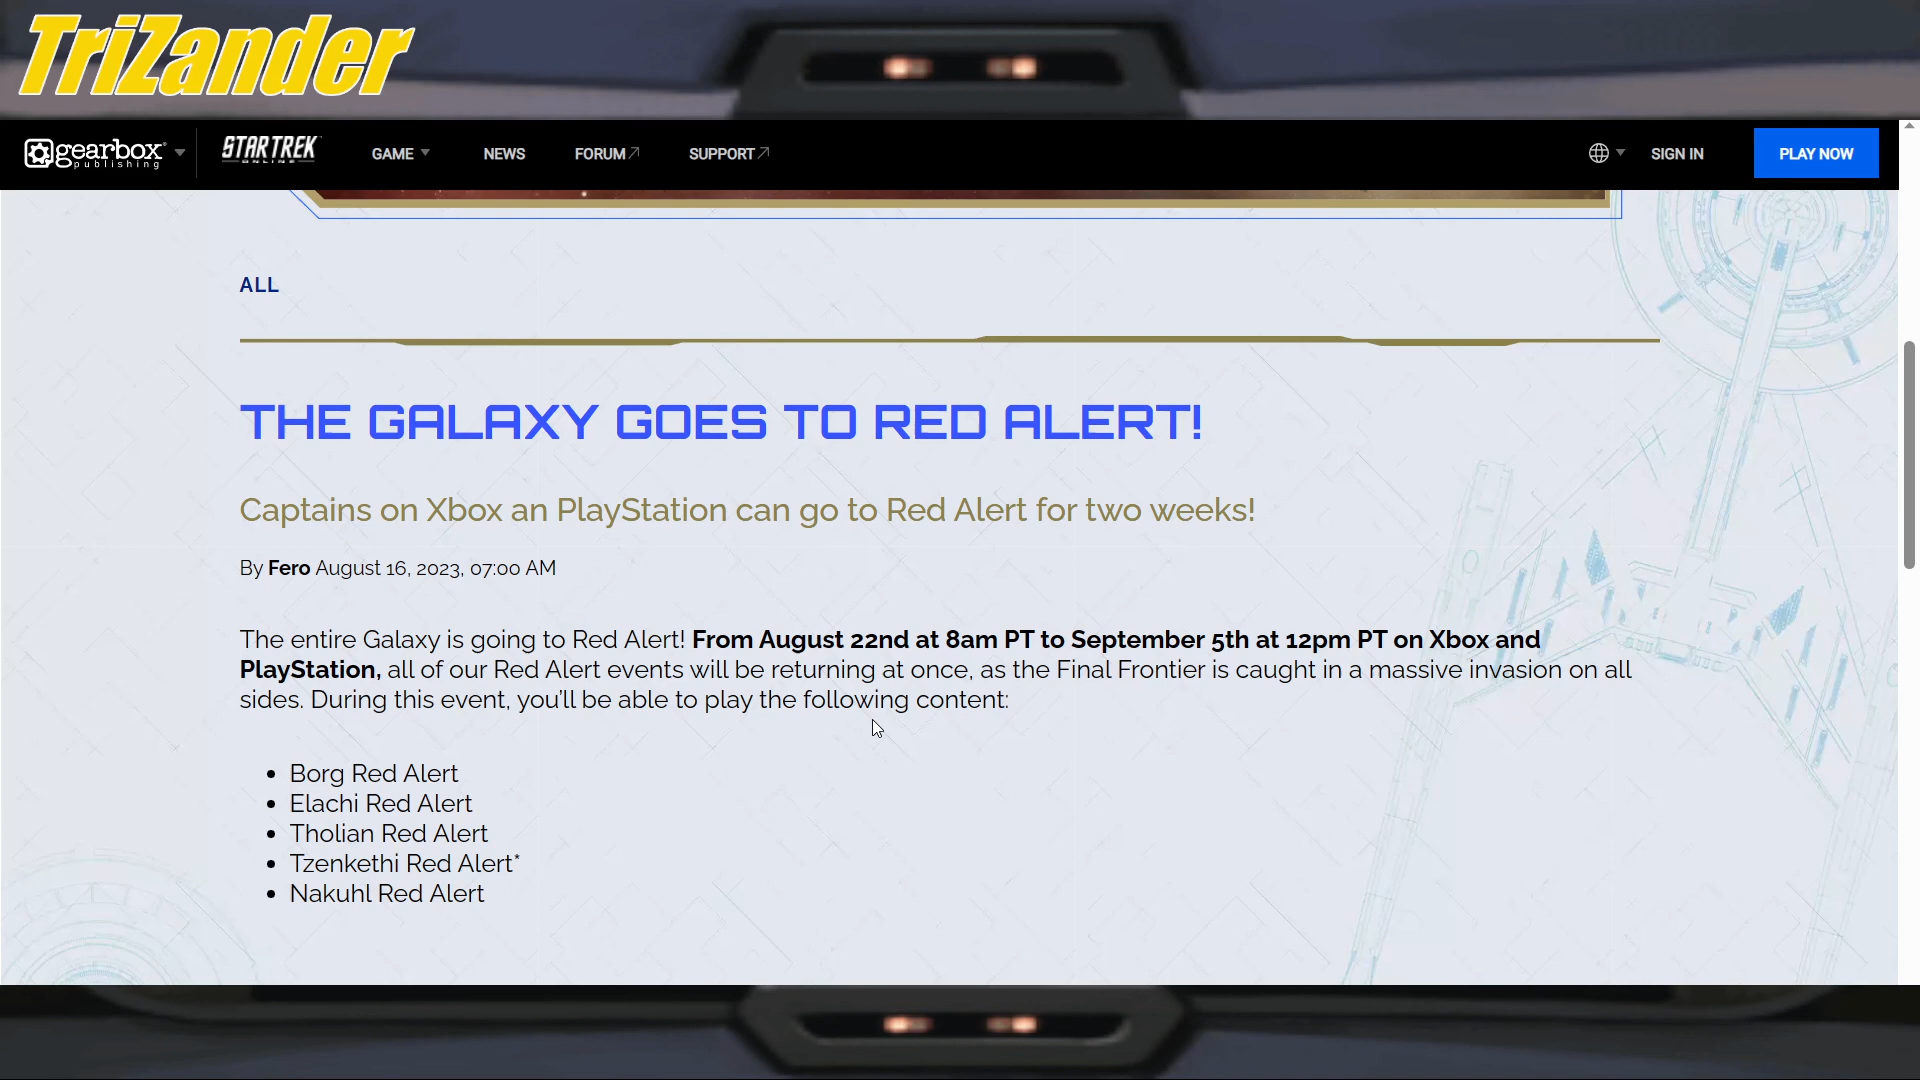 TriZander
gearbox
publishing
STAR TREK
ONLINE
GAME
NEWS
FORUM
SUPPORT
SIGN IN
PLAY NOW
ALL
THE GALAXY GOES TO RED ALERT!
Captains on Xbox an PlayStation can go to Red Alert for two weeks!
By Fero August 16, 2023, 07:00 AM
The entire Galaxy is going to Red Alert! From August 22nd at 8am PT to September 5th at 12pm PT on Xbox and
PlayStation, all of our Red Alert events will be returning at once, as the Final Frontier is caught in a massive invasion on all
sides. During this event, you'll be able to play the following content:
• Borg Red Alert
• Elachi Red Alert
• Tholian Red Alert
• Tzenkethi Red Alert*
• Nakuhl Red Alert